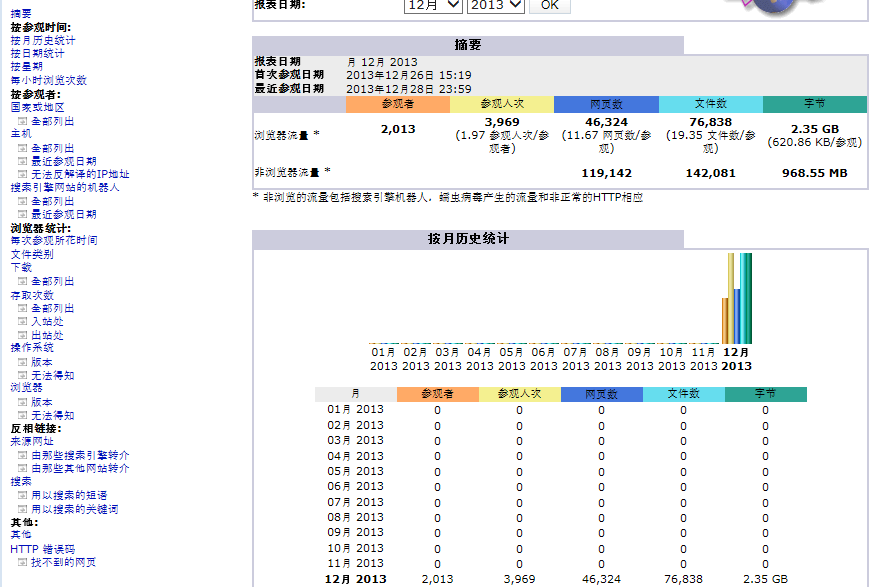 摘要
按参观时间:
按月历史统计
按日期统计
按星期
每小时浏览次数
按参观者:
国家或地区
全部列出
主机
全部列出
最近参观日期
无法反解译的IP地址
搜索引擎网站的机器人
全部列出
最近参观日期
浏览器统计:
每次参观所花时间
文件类别
下载
全部列出
存取次数
全部列出
入站处
出站处
操作系统
版本
无法得知
浏览器
版本
无法得知
反相链接:
来源网址
由那些搜索引擎转介
由那些其他网站转介
搜索
用以搜索的短语
用以搜索的关键词
其他:
其他
HTTP 错误码
找不到的网页
报表日期: 12月 2013 OK
摘要
报表日期 月 12月 2013
首次参观日期 2013年12月26日 15:19
最近参观日期 2013年12月28日 23:59
参观者 参观人次 网页数 文件数 字节
浏览器流量 * 2,013 3,969 (1.97 参观人次/参观者) 46,324 (11.67 网页数/参观) 76,838 (19.35 文件数/参观) 2.35 GB (620.86 KB/参观)
非浏览器流量 * 119,142 142,081 968.55 MB
* 非浏览的流量包括搜索引擎机器人，蠕虫病毒产生的流量和非正常的HTTP相应
按月历史统计
01月 02月 03月 04月 05月 06月 07月 08月 09月 10月 11月 12月
2013 2013 2013 2013 2013 2013 2013 2013 2013 2013 2013 2013
月 参观者 参观人次 网页数 文件数 字节
01月 2013 0 0 0 0 0
02月 2013 0 0 0 0 0
03月 2013 0 0 0 0 0
04月 2013 0 0 0 0 0
05月 2013 0 0 0 0 0
06月 2013 0 0 0 0 0
07月 2013 0 0 0 0 0
08月 2013 0 0 0 0 0
09月 2013 0 0 0 0 0
10月 2013 0 0 0 0 0
11月 2013 0 0 0 0 0
12月 2013 2,013 3,969 46,324 76,838 2.35 GB